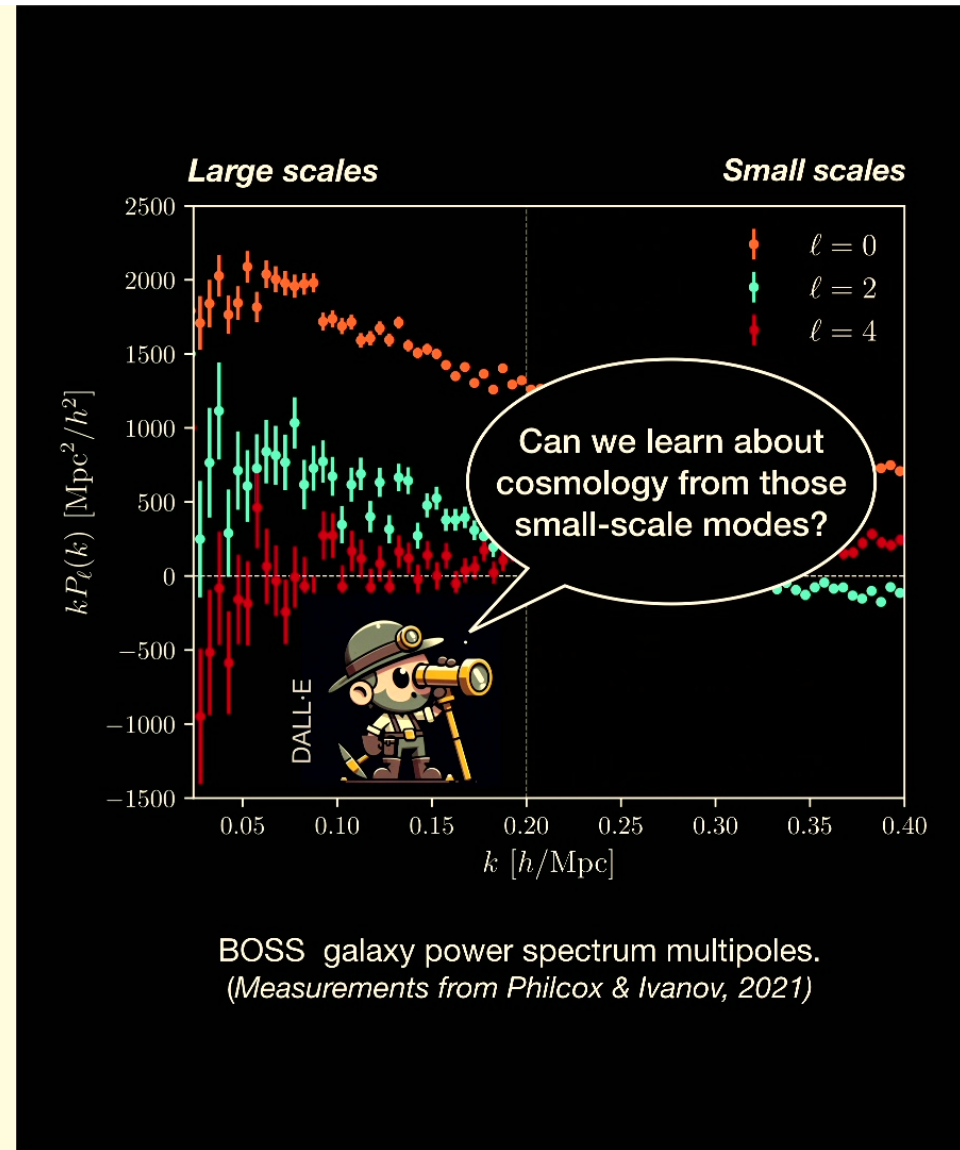 Large scales
Small scales
2500
2000
1500
1000
500
0
−500
−1000
−1500
kPℓ(k) [Mpc²/h²]
ℓ = 0
ℓ = 2
ℓ = 4
Can we learn about
cosmology from those
small-scale modes?
DALL·E
0.05 0.10 0.15 0.20 0.25 0.30 0.35 0.40
k [h/Mpc]
BOSS galaxy power spectrum multipoles.
(Measurements from Philcox & Ivanov, 2021)